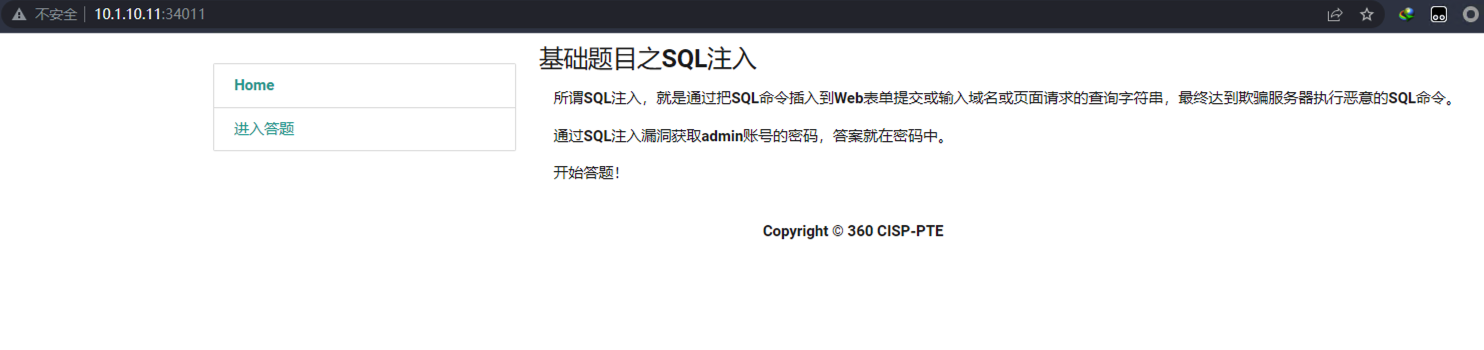 不安全 10.1.10.11:34011
Home
进入答题
基础题目之SQL注入
所谓SQL注入，就是通过把SQL命令插入到Web表单提交或输入域名或页面请求的查询字符串，最终达到欺骗服务器执行恶意的SQL命令。
通过SQL注入漏洞获取admin账号的密码，答案就在密码中。
开始答题！
Copyright © 360 CISP-PTE